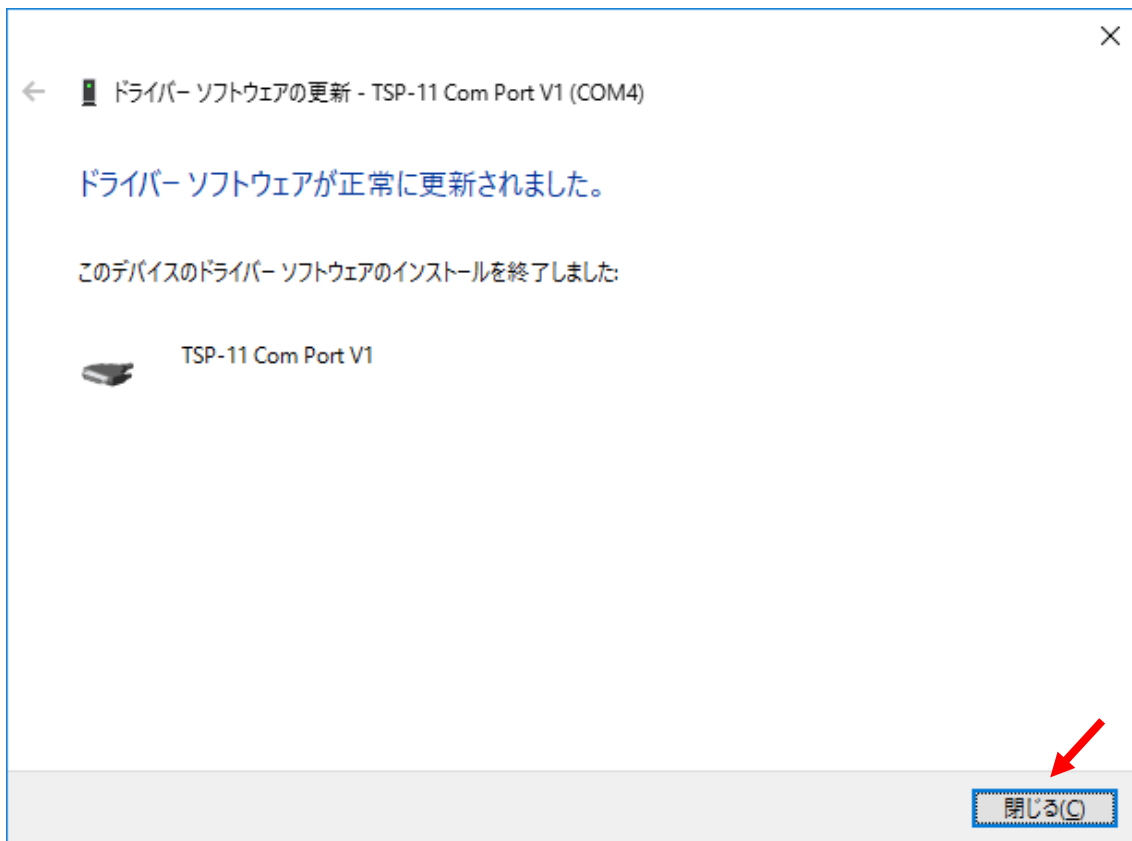 ドライバー ソフトウェアの更新 - TSP-11 Com Port V1 (COM4)
ドライバー ソフトウェアが正常に更新されました。
このデバイスのドライバー ソフトウェアのインストールを終了しました:
TSP-11 Com Port V1
閉じる(C)